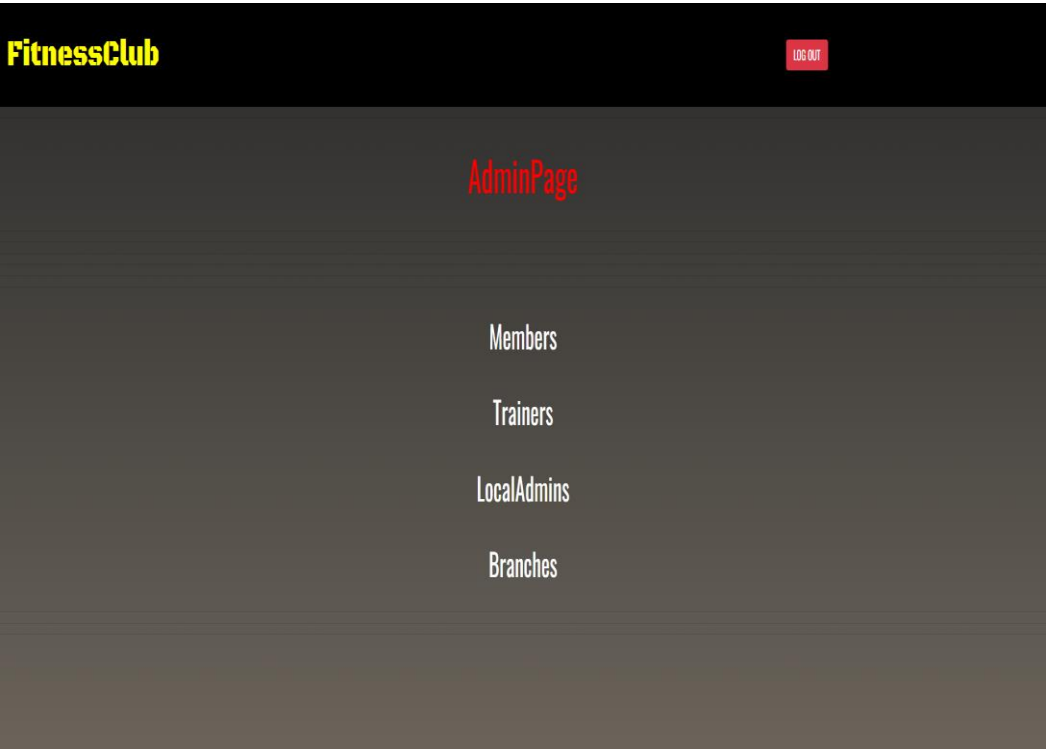 FitnessClub
LOG OUT
AdminPage
Members
Trainers
LocalAdmins
Branches